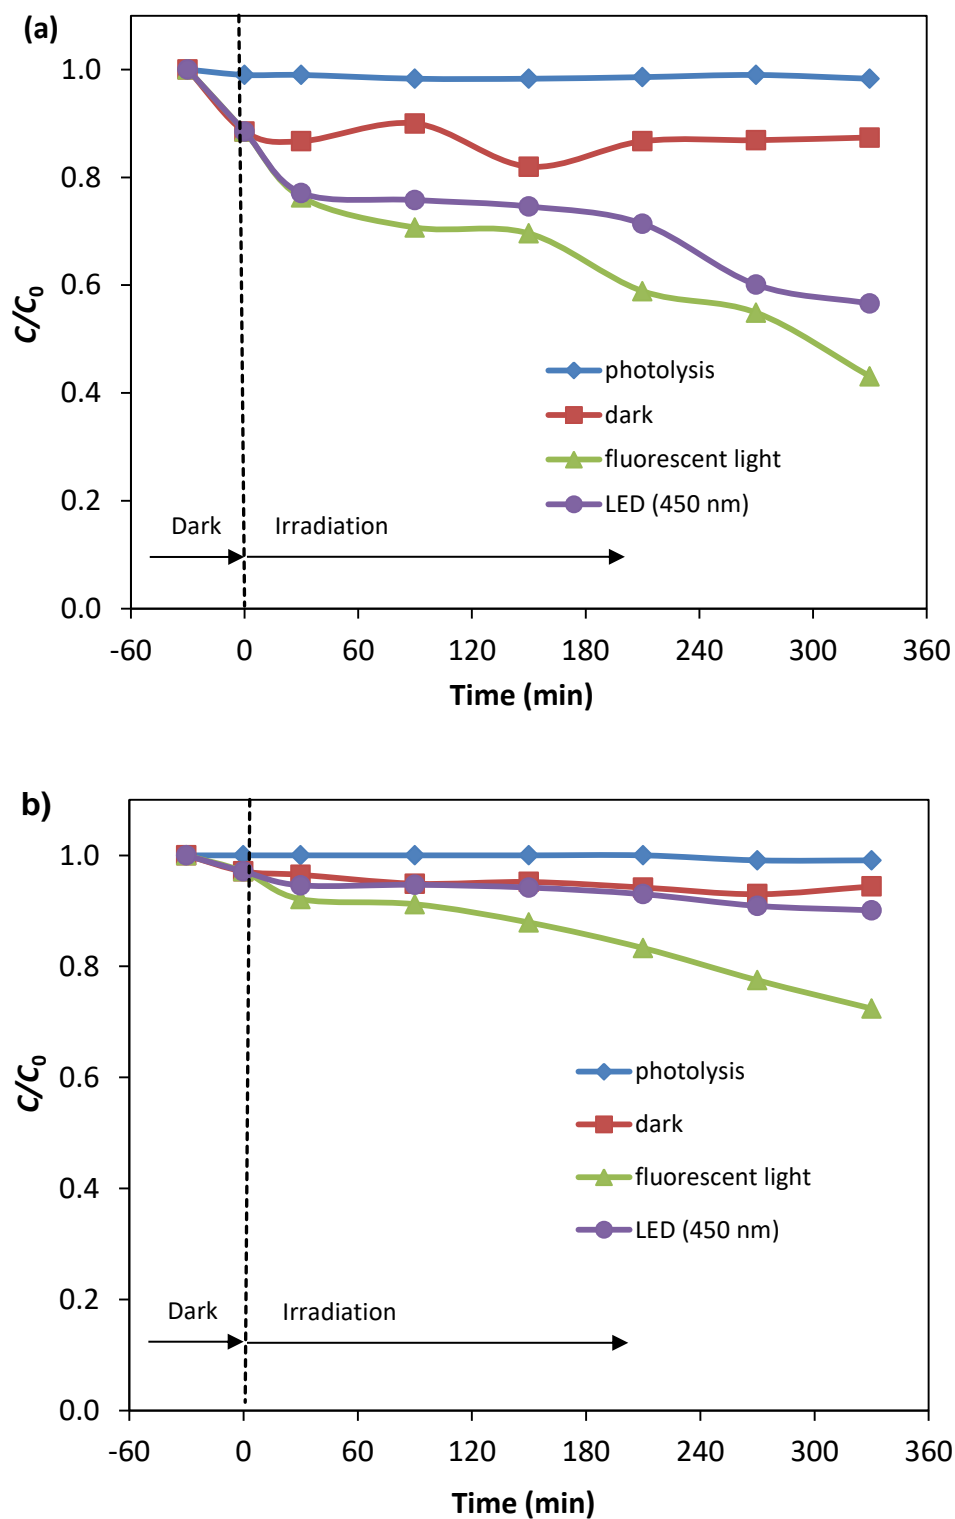 (a)
1.0
0.8
0.6
0.4
0.2
0.0
C/C0
photolysis
dark
fluorescent light
LED (450 nm)
Dark
Irradiation
-60 0 60 120 180 240 300 360
Time (min)
b)
1.0
0.8
0.6
0.4
0.2
0.0
C/C0
photolysis
dark
fluorescent light
LED (450 nm)
Dark
Irradiation
-60 0 60 120 180 240 300 360
Time (min)